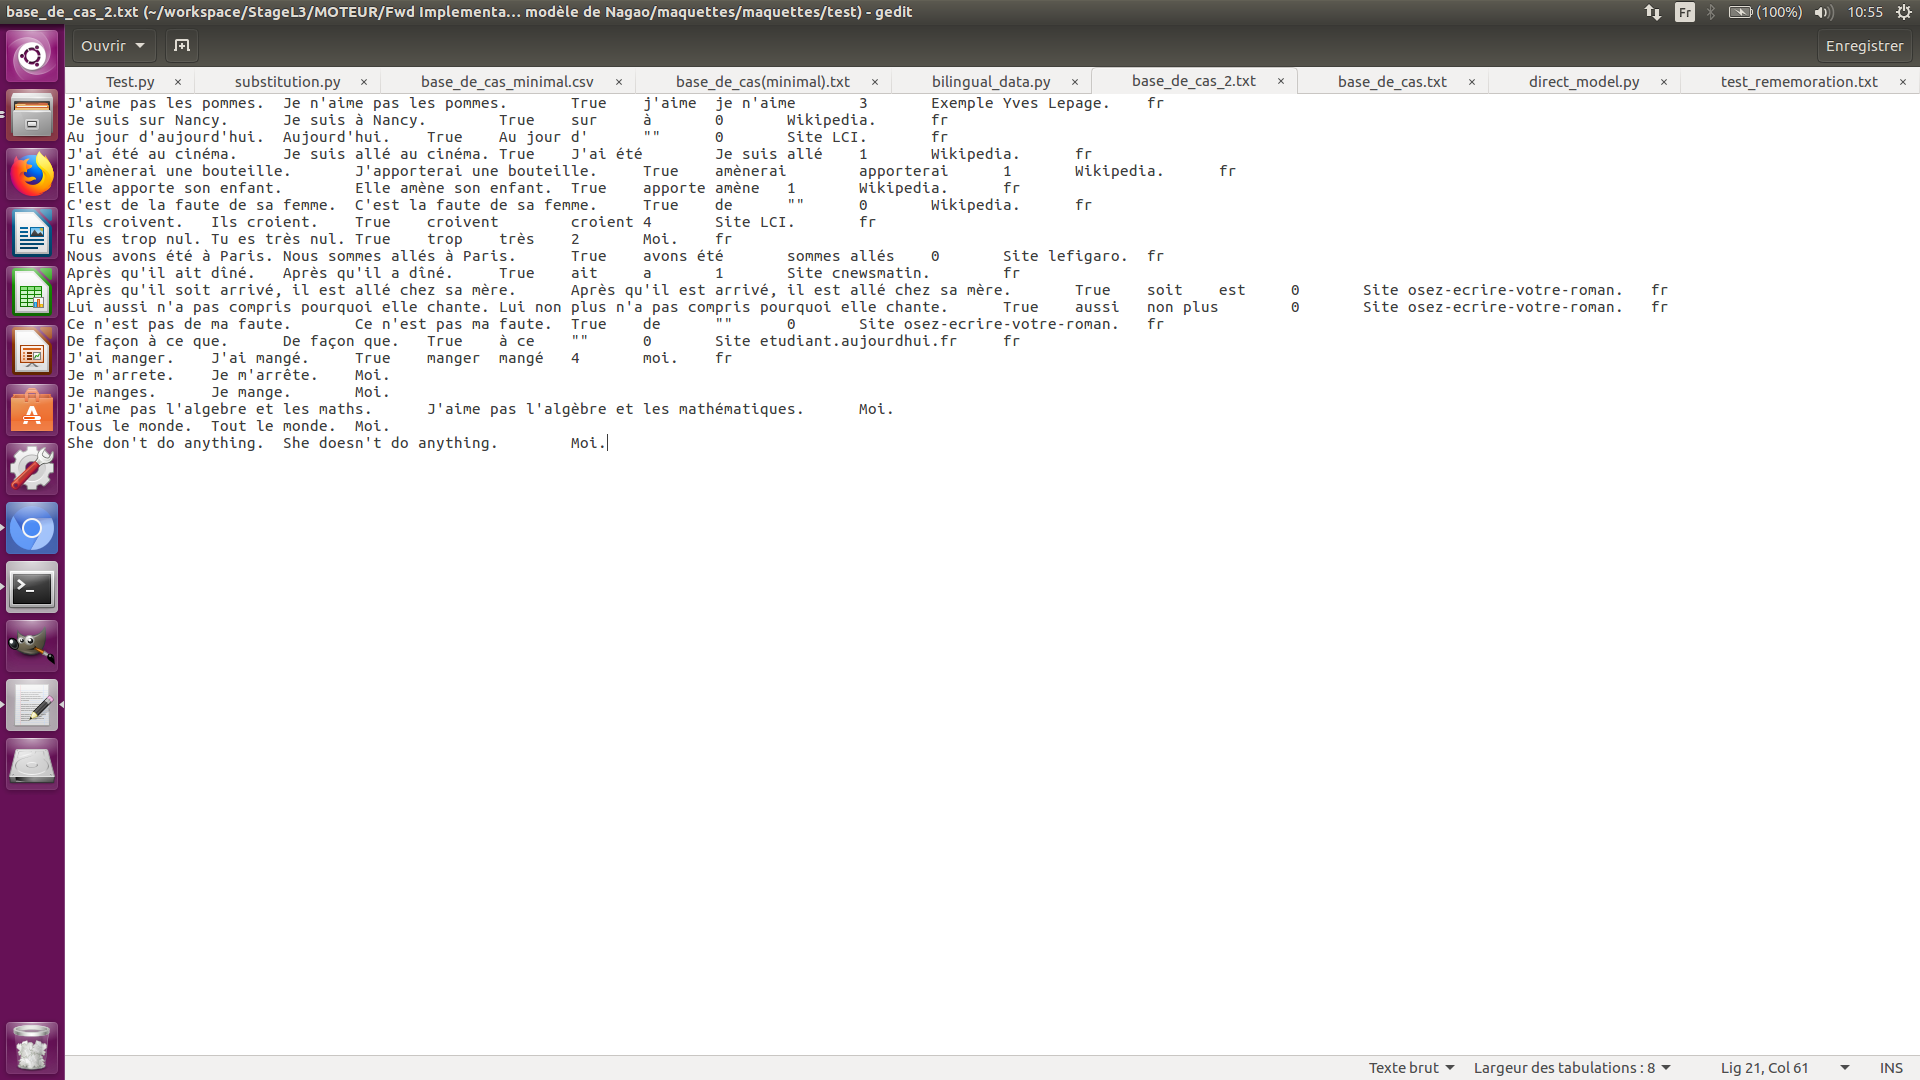 base_de_cas_2.txt (~/workspace/StageL3/MOTEUR/Fwd Implementa… modèle de Nagao/maquettes/maquettes/test) - gedit Fr (100%) 10:55
Ouvrir Enregistrer
Test.py × substitution.py × base_de_cas_minimal.csv × base_de_cas(minimal).txt × bilingual_data.py × base_de_cas_2.txt × base_de_cas.txt × direct_model.py × test_rememoration.txt ×
J'aime pas les pommes. Je n'aime pas les pommes. True j'aime je n'aime 3 Exemple Yves Lepage. fr
Je suis sur Nancy. Je suis à Nancy. True sur à 0 Wikipedia. fr
Au jour d'aujourd'hui. Aujourd'hui. True Au jour d' "" 0 Site LCI. fr
J'ai été au cinéma. Je suis allé au cinéma. True J'ai été Je suis allé 1 Wikipedia. fr
J'amènerai une bouteille. J'apporterai une bouteille. True amènerai apporterai 1 Wikipedia. fr
Elle apporte son enfant. Elle amène son enfant. True apporte amène 1 Wikipedia. fr
C'est de la faute de sa femme. C'est la faute de sa femme. True de "" 0 Wikipedia. fr
Ils croivent. Ils croient. True croivent croient 4 Site LCI. fr
Tu es trop nul. Tu es très nul. True trop très 2 Moi. fr
Nous avons été à Paris. Nous sommes allés à Paris. True avons été sommes allés 0 Site lefigaro. fr
Après qu'il ait dîné. Après qu'il a dîné. True ait a 1 Site cnewsmatin. fr
Après qu'il soit arrivé, il est allé chez sa mère. Après qu'il est arrivé, il est allé chez sa mère. True soit est 0 Site osez-ecrire-votre-roman. fr
Lui aussi n'a pas compris pourquoi elle chante. Lui non plus n'a pas compris pourquoi elle chante. True aussi non plus 0 Site osez-ecrire-votre-roman. fr
Ce n'est pas de ma faute. Ce n'est pas ma faute. True de "" 0 Site osez-ecrire-votre-roman. fr
De façon à ce que. De façon que. True à ce "" 0 Site etudiant.aujourdhui.fr fr
J'ai manger. J'ai mangé. True manger mangé 4 moi. fr
Je m'arrete. Je m'arrête. Moi.
Je manges. Je mange. Moi.
J'aime pas l'algebre et les maths. J'aime pas l'algèbre et les mathématiques. Moi.
Tous le monde. Tout le monde. Moi.
She don't do anything. She doesn't do anything. Moi.
Texte brut Largeur des tabulations : 8 Lig 21, Col 61 INS